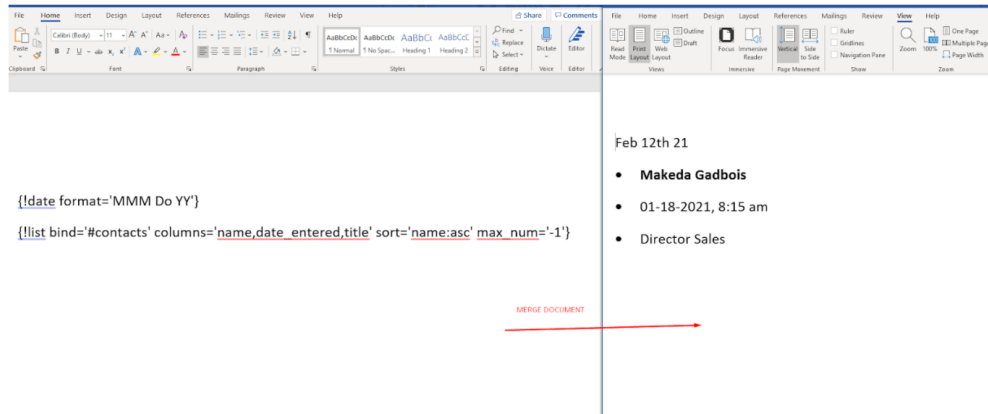 File Home Insert Design Layout References Mailings Review View Help Share Comments
Paste Calibri (Body) 11 A A Aa A Find
B I U ab x x A A AaBbCcDc AaBbCcDc AaBbCc AaBbCcC Replace Dictate Editor
¶ Normal ¶ No Spac... Heading 1 Heading 2 Select
Clipboard Font Paragraph Styles Editing Voice Editor
{!date format='MMM Do YY'}
{!list bind='#contacts' columns='name,date_entered,title' sort='name:asc' max_num='-1'}
MERGE DOCUMENT
File Home Insert Design Layout References Mailings Review View Help
Outline Ruler One Page
Draft Gridlines Multiple Pag
Read Print Web Focus Immersive Vertical Side Navigation Pane Zoom 100% Page Width
Mode Layout Layout Reader to Side
Views Immersive Page Movement Show Zoom
Feb 12th 21
• Makeda Gadbois
• 01-18-2021, 8:15 am
• Director Sales